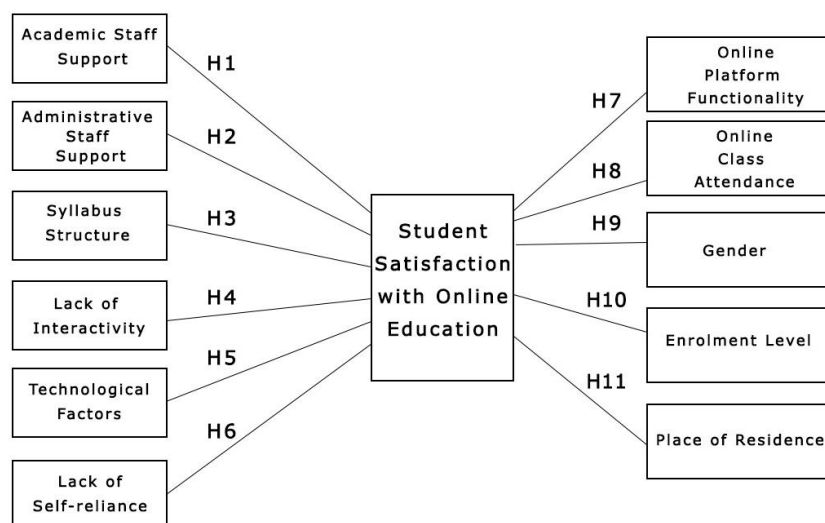 Academic Staff
Support
H1
Administrative
Staff
Support
H2
Syllabus
Structure
H3
Lack of
Interactivity
H4
Technological
Factors
H5
Lack of
Self-reliance
H6
Student
Satisfaction
with Online
Education
H7
Online
Platform
Functionality
H8
Online
Class
Attendance
H9
Gender
H10
Enrolment Level
H11
Place of Residence